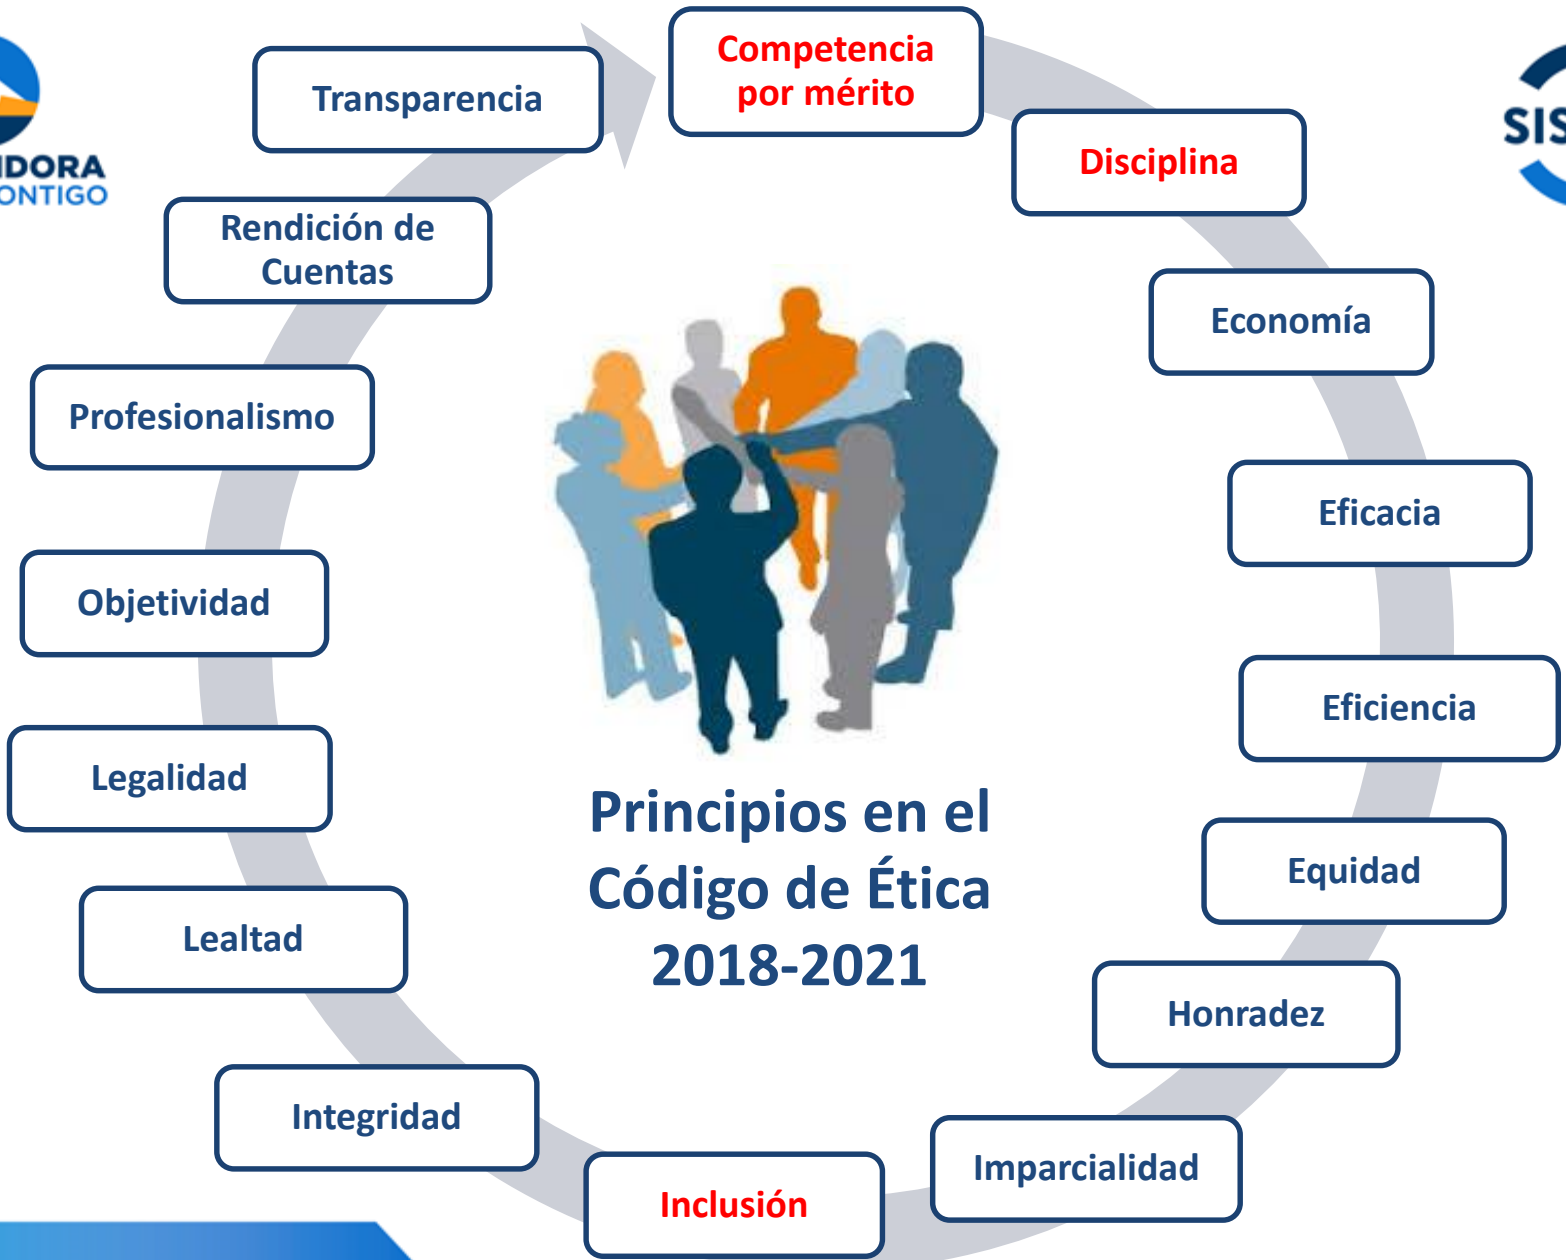 Competencia
por mérito
Disciplina
Economía
Eficacia
Eficiencia
Equidad
Honradez
Imparcialidad
Inclusión
Integridad
Lealtad
Legalidad
Objetividad
Profesionalismo
Rendición de
Cuentas
Transparencia
Principios en el
Código de Ética
2018-2021